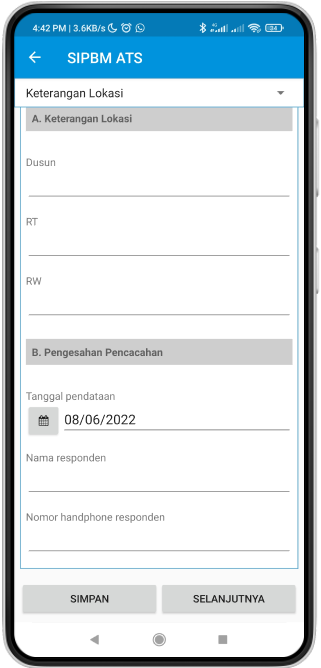 4:42 PM | 3.6KB/s
SIPBM ATS
Keterangan Lokasi
A. Keterangan Lokasi
Dusun
RT
RW
B. Pengesahan Pencacahan
Tanggal pendataan
08/06/2022
Nama responden
Nomor handphone responden
SIMPAN
SELANJUTNYA